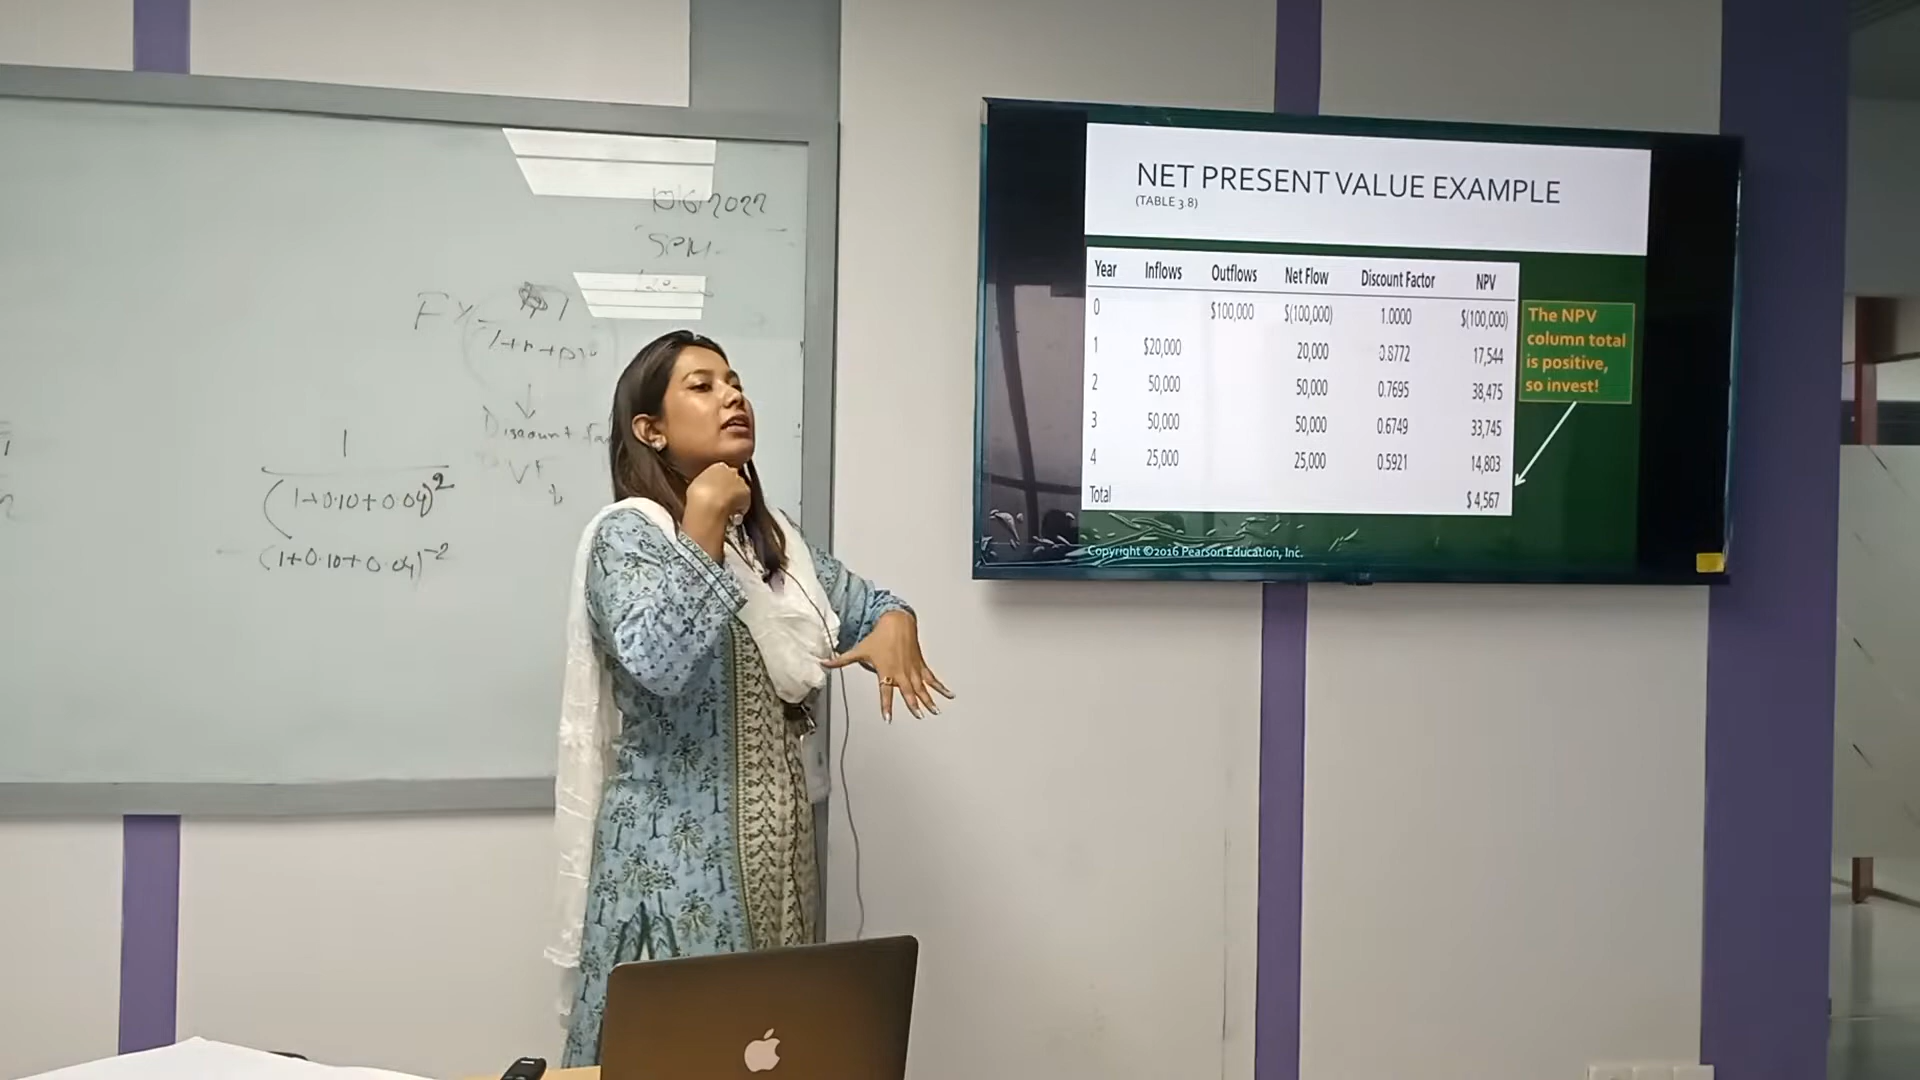 2022
SPM
1
1+r+p
Discount
1
(1+0.10+0.04)^2
(1+0.10+0.04)^-2
NET PRESENT VALUE EXAMPLE
(TABLE 3.8)
Year Inflows Outflows Net Flow Discount Factor NPV
0 $100,000 $(100,000) 1.0000 $(100,000)
1 $20,000 20,000 0.8772 17,544
2 50,000 50,000 0.7695 38,475
3 50,000 50,000 0.6749 33,745
4 25,000 25,000 0.5921 14,803
Total $ 4,567
The NPV
column total
is positive,
so invest!
Copyright ©2016 Pearson Education, Inc.